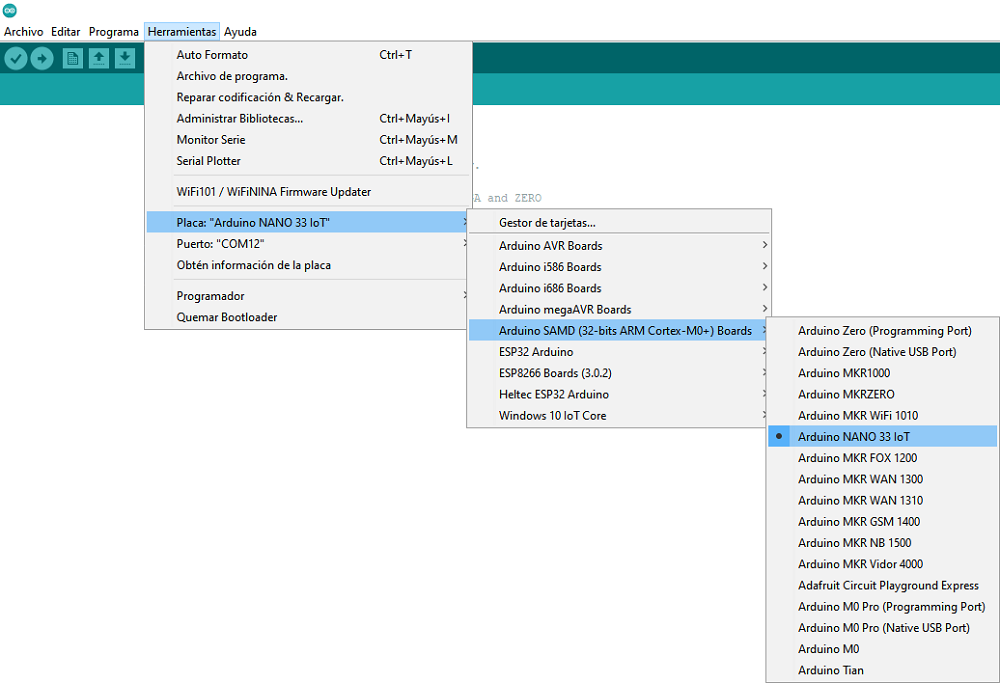 Archivo Editar Programa Herramientas Ayuda
Auto Formato Ctrl+T
Archivo de programa.
Reparar codificación & Recargar.
Administrar Bibliotecas... Ctrl+Mayús+I
Monitor Serie Ctrl+Mayús+M
Serial Plotter Ctrl+Mayús+L
WiFi101 / WiFiNINA Firmware Updater
A and ZERO
Placa: "Arduino NANO 33 IoT"
Puerto: "COM12"
Obtén información de la placa
Programador
Quemar Bootloader
Gestor de tarjetas...
Arduino AVR Boards
Arduino i586 Boards
Arduino i686 Boards
Arduino megaAVR Boards
Arduino SAMD (32-bits ARM Cortex-M0+) Boards
ESP32 Arduino
ESP8266 Boards (3.0.2)
Heltec ESP32 Arduino
Windows 10 IoT Core
Arduino Zero (Programming Port)
Arduino Zero (Native USB Port)
Arduino MKR1000
Arduino MKRZERO
Arduino MKR WiFi 1010
Arduino NANO 33 IoT
Arduino MKR FOX 1200
Arduino MKR WAN 1300
Arduino MKR WAN 1310
Arduino MKR GSM 1400
Arduino MKR NB 1500
Arduino MKR Vidor 4000
Adafruit Circuit Playground Express
Arduino M0 Pro (Programming Port)
Arduino M0 Pro (Native USB Port)
Arduino M0
Arduino Tian